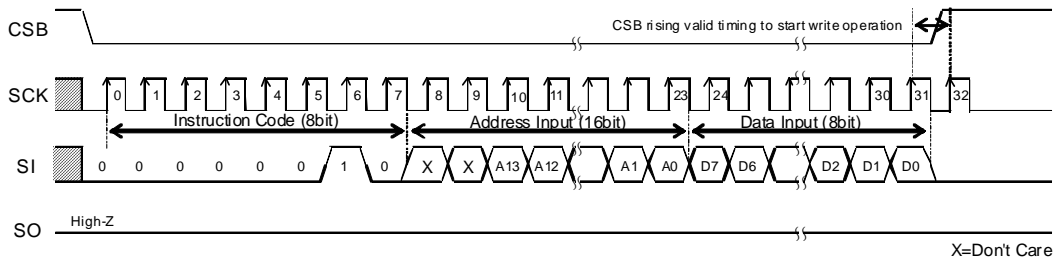 CSB
CSB rising valid timing to start write operation
SCK
0 1 2 3 4 5 6 7 8 9 10 11 23 24 30 31 32
Instruction Code (8bit) Address Input (16bit) Data Input (8bit)
SI
0 0 0 0 0 0 1 0 X X A13 A12 A1 A0 D7 D6 D2 D1 D0
High-Z
SO
X=Don't Care